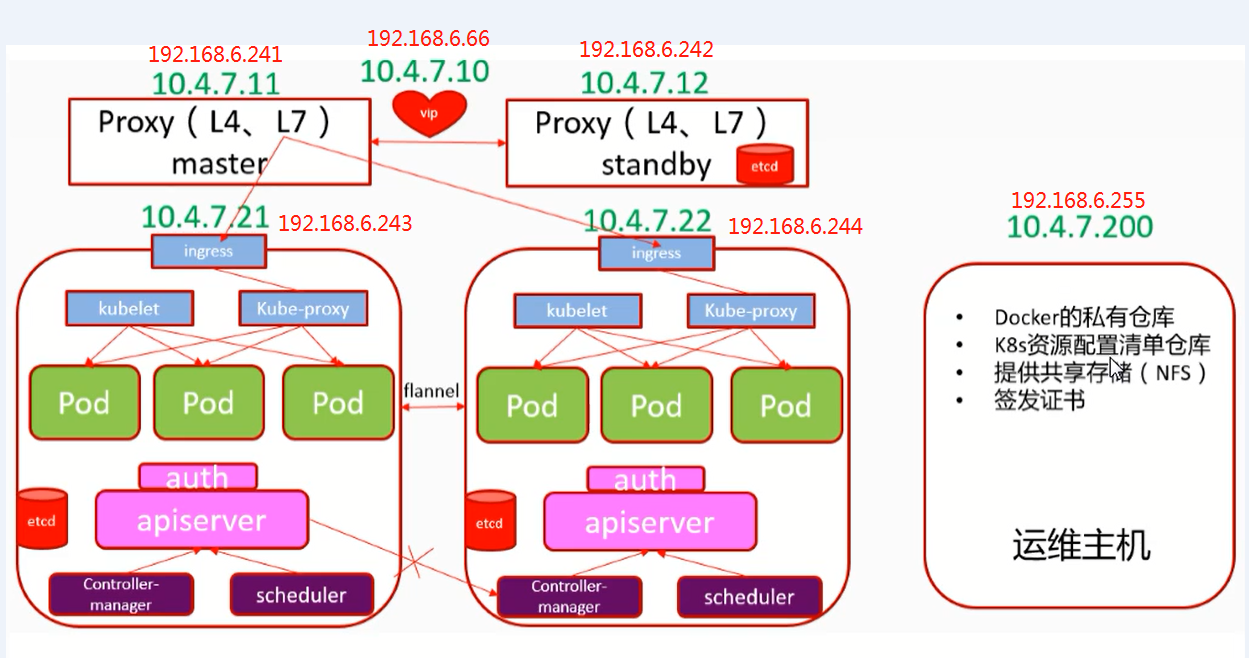 192.168.6.241
10.4.7.11
192.168.6.66
10.4.7.10
192.168.6.242
10.4.7.12
Proxy（L4、L7）
master
vip
Proxy（L4、L7）
standby
etcd
10.4.7.21
192.168.6.243
10.4.7.22
192.168.6.244
192.168.6.255
10.4.7.200
ingress
kubelet
Kube-proxy
Pod
Pod
Pod
auth
apiserver
etcd
Controller-
manager
scheduler
flannel
ingress
kubelet
Kube-proxy
Pod
Pod
Pod
auth
apiserver
etcd
Controller-
manager
scheduler
• Docker的私有仓库
• K8s资源配置清单仓库
• 提供共享存储（NFS）
• 签发证书
运维主机